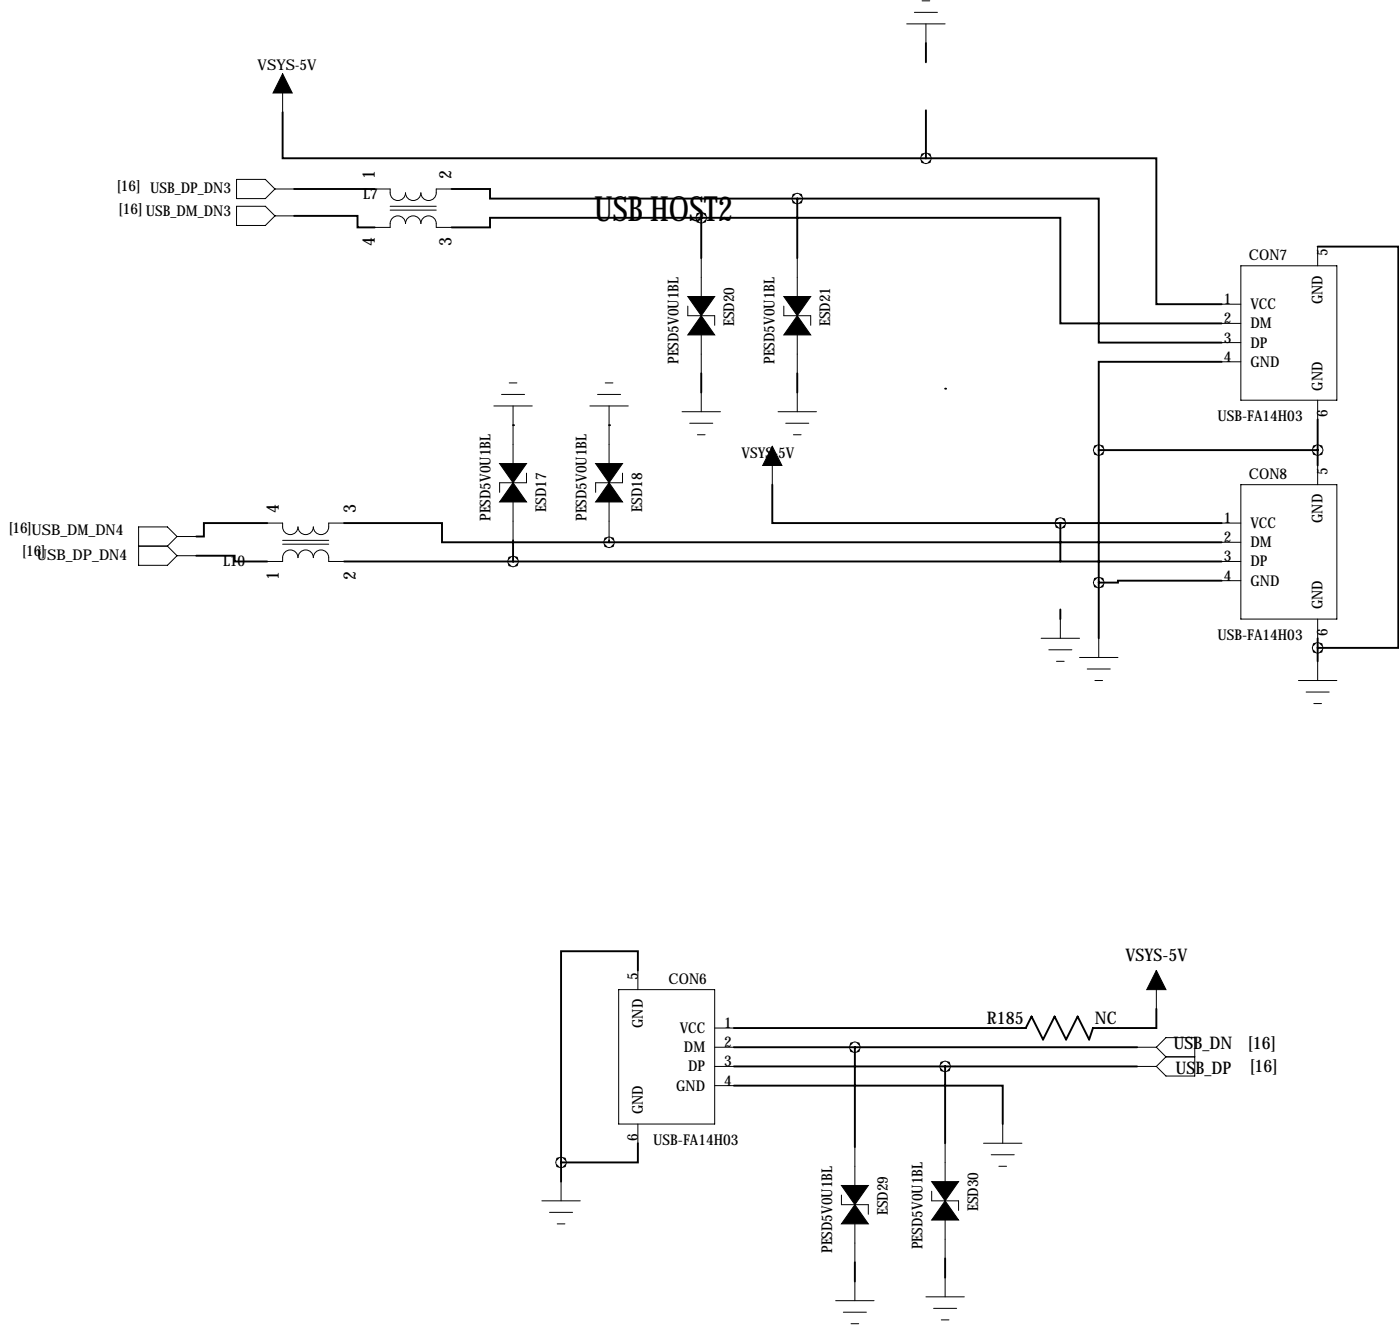 VSYS-5V
[16] USB_DP_DN3
[16] USB_DM_DN3
1 2
L7
4 3
USB HOST2
PESD5V0U1BL
ESD20
PESD5V0U1BL
ESD21
CON7
5
GND
1 VCC
2 DM
3 DP
4 GND
GND
USB-FA14H03
6
PESD5V0U1BL
ESD17
PESD5V0U1BL
ESD18
VSYS-5V
CON8
5
GND
[16]USB_DM_DN4
[16]USB_DP_DN4
4 3
L10
1 2
1 VCC
2 DM
3 DP
4 GND
GND
USB-FA14H03
6
VSYS-5V
CON6
5
GND
VCC 1
DM 2
DP 3
GND 4
GND
6
USB-FA14H03
R185 NC
USB_DN [16]
USB_DP [16]
PESD5V0U1BL
ESD29
PESD5V0U1BL
ESD30